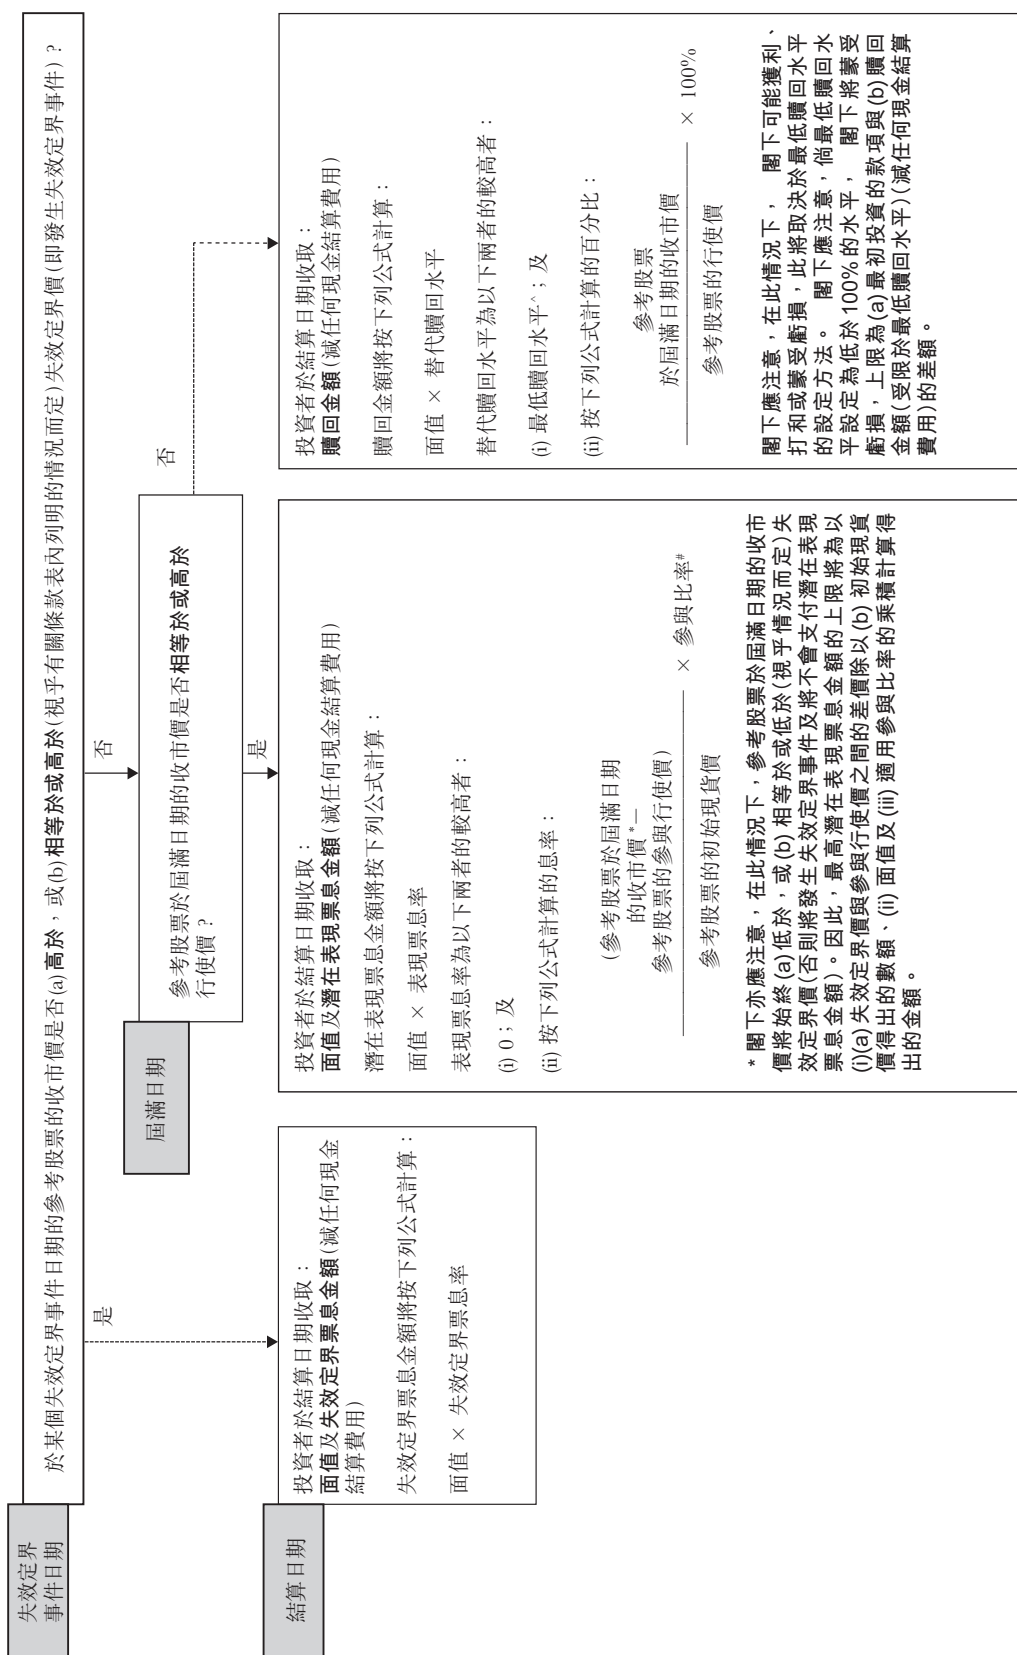 失效定界
事件日期
於某個失效定界事件日期的參考股票的收市價是否(a)高於，或(b)相等於或高於(視乎有關條款表內列明的情況而定)失效定界價(即發生失效定界事件)？
是
否
屆滿日期
參考股票於屆滿日期的收市價是否相等於或高於
行使價？
是
否
結算日期
投資者於結算日期收取：
面值及失效定界票息金額(減任何現金
結算費用)
失效定界票息金額將按下列公式計算：
面值 × 失效定界票息率
投資者於結算日期收取：
面值及潛在表現票息金額(減任何現金結算費用)
潛在表現票息金額將按下列公式計算：
面值 × 表現票息率
表現票息率為以下兩者的較高者：
(i) 0；及
(ii) 按下列公式計算的息率：
(參考股票於屆滿日期
的收市價*－
參考股票的參與行使價)
× 參與比率#
參考股票的初始現貨價
* 閣下亦應注意，在此情況下，參考股票於屆滿日期的收市
價將始終(a)低於，或(b)相等於或低於(視乎情況而定)失
效定界價(否則將發生失效定界事件及將不會支付潛在表現
票息金額)。因此，最高潛在表現票息金額的上限將為以
(i)(a)失效定界價與參與行使價之間的差價除以(b)初始現貨
價得出的數額、(ii)面值及(iii)適用參與比率的乘積計算得
出的金額。
投資者於結算日期收取：
贖回金額(減任何現金結算費用)
贖回金額將按下列公式計算：
面值 × 替代贖回水平
替代贖回水平為以下兩者的較高者：
(i) 最低贖回水平^；及
(ii) 按下列公式計算的百分比：
參考股票
於屆滿日期的收市價
× 100%
參考股票的行使價
閣下應注意，在此情況下， 閣下可能獲利、
打和或蒙受虧損，此將取決於最低贖回水平
的設定方法。 閣下應注意，倘最低贖回水
平設定為低於100%的水平， 閣下將蒙受
虧損，上限為(a)最初投資的款項與(b)贖回
金額(受限於最低贖回水平)(減任何現金結算
費用)的差額。